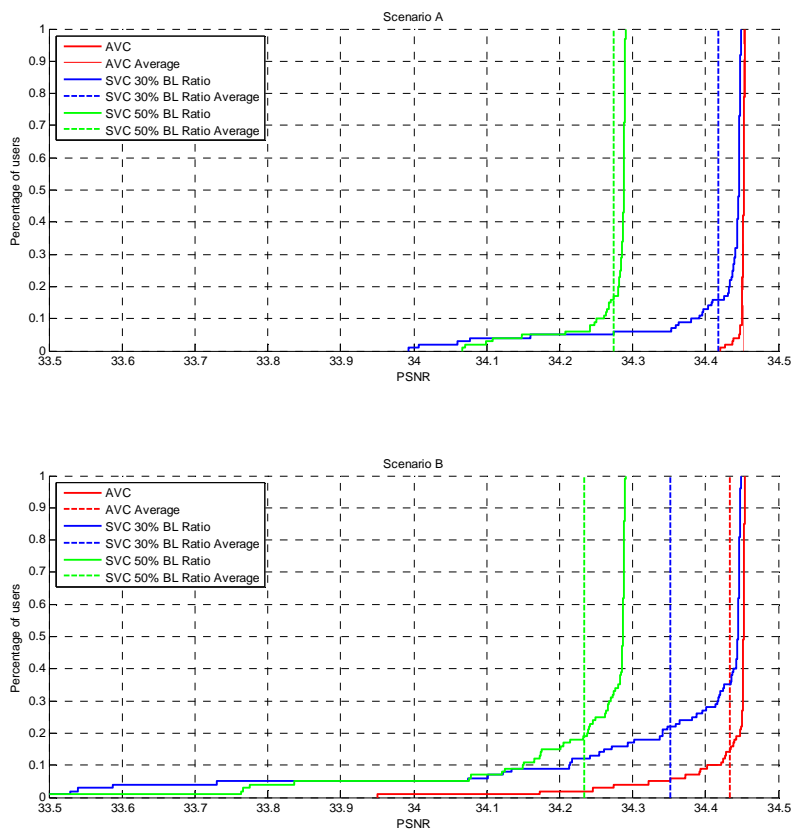 Scenario A
1
0.9
0.8
0.7
0.6
0.5
0.4
0.3
0.2
0.1
0
Percentage of users
AVC
AVC Average
SVC 30% BL Ratio
SVC 30% BL Ratio Average
SVC 50% BL Ratio
SVC 50% BL Ratio Average
33.5 33.6 33.7 33.8 33.9 34 34.1 34.2 34.3 34.4 34.5
PSNR
Scenario B
1
0.9
0.8
0.7
0.6
0.5
0.4
0.3
0.2
0.1
0
Percentage of users
AVC
AVC Average
SVC 30% BL Ratio
SVC 30% BL Ratio Average
SVC 50% BL Ratio
SVC 50% BL Ratio Average
33.5 33.6 33.7 33.8 33.9 34 34.1 34.2 34.3 34.4 34.5
PSNR